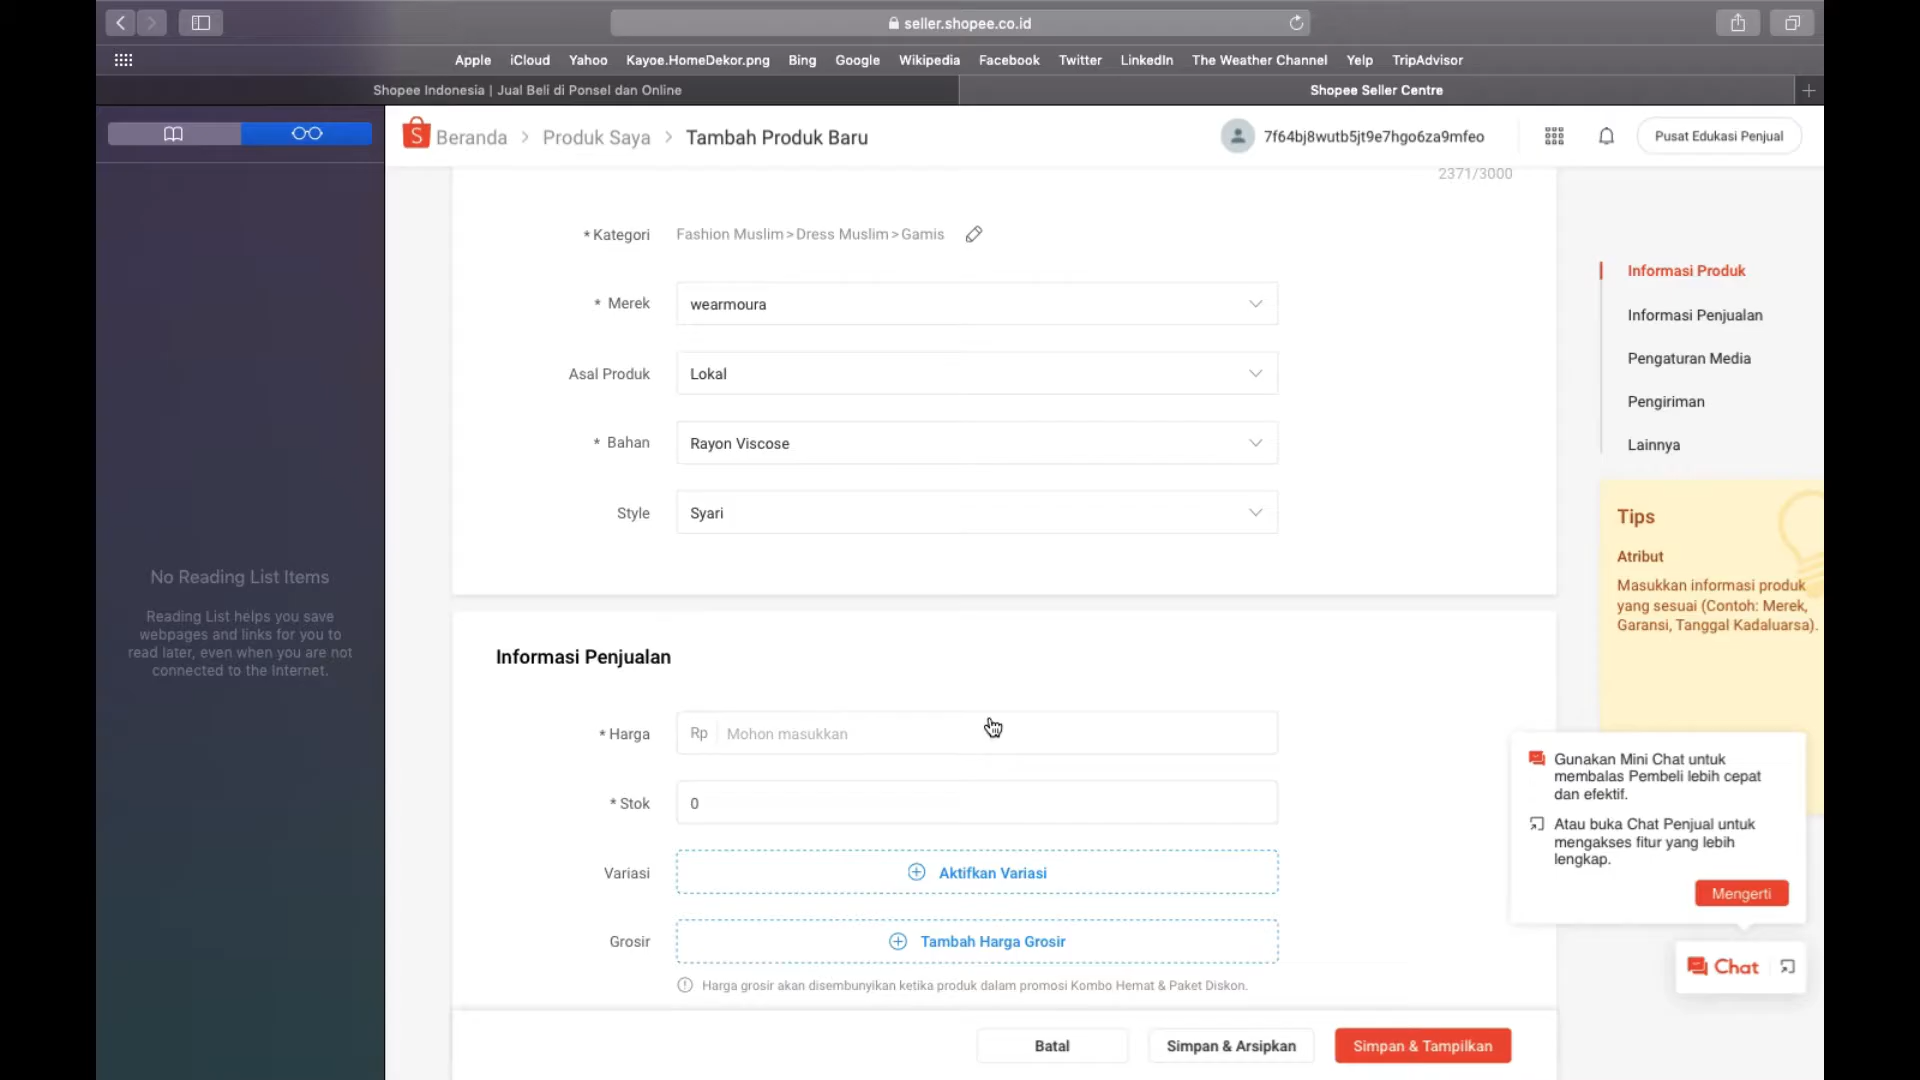 seller.shopee.co.id
Apple iCloud Yahoo Kayoe.HomeDekor.png Bing Google Wikipedia Facebook Twitter LinkedIn The Weather Channel Yelp TripAdvisor
Shopee Indonesia | Jual Beli di Ponsel dan Online
Shopee Seller Centre
No Reading List Items
Reading List helps you save
webpages and links for you to
read later, even when you are not
connected to the Internet.
Beranda > Produk Saya > Tambah Produk Baru
7f64bj8wutb5jt9e7hgo6za9mfeo
Pusat Edukasi Penjual
2371/3000
* Kategori Fashion Muslim > Dress Muslim > Gamis
* Merek wearmoura
Asal Produk Lokal
* Bahan Rayon Viscose
Style Syari
Informasi Penjualan
* Harga Rp Mohon masukkan
* Stok 0
Variasi Aktifkan Variasi
Grosir Tambah Harga Grosir
Harga grosir akan disembunyikan ketika produk dalam promosi Kombo Hemat & Paket Diskon.
Batal Simpan & Arsipkan Simpan & Tampilkan
Informasi Produk
Informasi Penjualan
Pengaturan Media
Pengiriman
Lainnya
Tips
Atribut
Masukkan informasi produk
yang sesuai (Contoh: Merek,
Garansi, Tanggal Kadaluarsa).
Gunakan Mini Chat untuk
membalas Pembeli lebih cepat
dan efektif.
Atau buka Chat Penjual untuk
mengakses fitur yang lebih
lengkap.
Mengerti
Chat